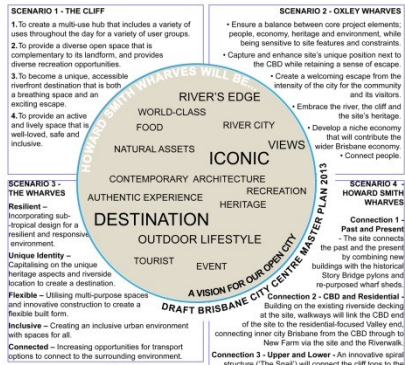 SCENARIO 1 - THE CLIFF
1. To create a multi-use hub that includes a variety of
uses throughout the day for a variety of user groups.
2. To provide a diverse open space that is
complementary to its landform, and provides
diverse recreation opportunities.
3. To become a unique, accessible
riverfront destination that is both
a breathing space and an
exciting escape.
4. To provide an active
and lively space that is
well-loved, safe and
inclusive.
SCENARIO 2 - OXLEY WHARVES
• Ensure a balance between core project elements;
people, economy, heritage and environment, while
being sensitive to site features and constraints.
• Capture and enhance site's unique position next to
the CBD while retaining a sense of escape.
• Create a welcoming escape from the
intensity of the city for the community
and its visitors.
• Embrace the river, the cliff and
the site's heritage.
• Develop a niche economy
that will contribute the
wider Brisbane economy.
• Connect people.
HOWARD SMITH WHARVES WILL BE...
RIVER'S EDGE
WORLD-CLASS
FOOD
RIVER CITY
NATURAL ASSETS
VIEWS
ICONIC
CONTEMPORARY ARCHITECTURE
RECREATION
AUTHENTIC EXPERIENCE
HERITAGE
DESTINATION
OUTDOOR LIFESTYLE
TOURIST
EVENT
A VISION FOR OUR OPEN CITY
DRAFT BRISBANE CITY CENTRE MASTER PLAN 2013
SCENARIO 3 -
THE WHARVES
Resilient –
Incorporating sub-
tropical design for a
resilient and responsive
environment.
Unique Identity –
Capitalising on the unique
heritage aspects and riverside
location to create a destination.
Flexible – Utilising multi-purpose spaces
and innovative construction to create a
flexible built form.
Inclusive – Creating an inclusive urban environment
with spaces for all.
Connected – Increasing opportunities for transport
options to connect to the surrounding environment.
SCENARIO 4 -
HOWARD SMITH
WHARVES
Connection 1 -
Past and Present
- The site connects
the past and the present
by combining new
buildings with the historical
Story Bridge pylons and
re-purposed wharf sheds.
Connection 2 - CBD and Residential -
Building on the existing riverside decking
at the site, walkways will link the CBD end
of the site to the residential-focused Valley end,
connecting inner city Brisbane from the CBD through to
New Farm via the site and the Riverwalk.
Connection 3 - Upper and Lower - An innovative spiral
structure ('The Snail') will connect the cliff tops to the